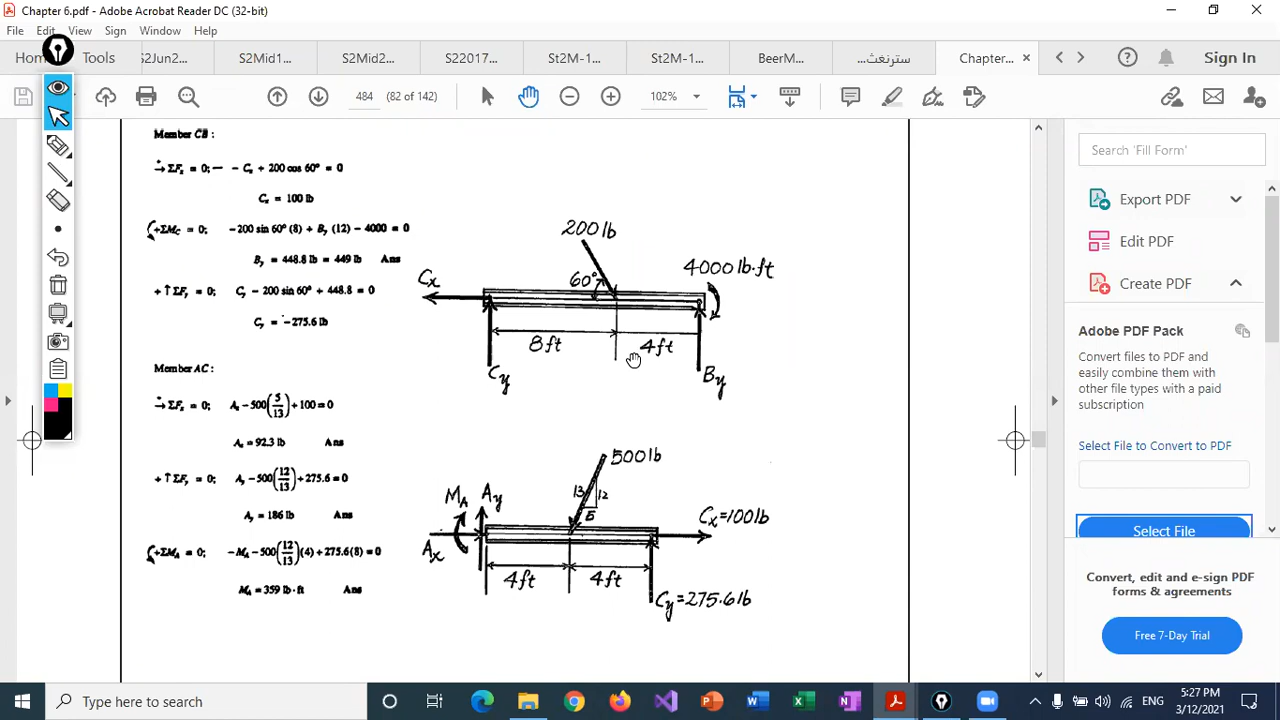 Chapter 6.pdf - Adobe Acrobat Reader DC (32-bit)
File Edit View Sign Window Help
Hom Tools S2Jun2... S2Mid1... S2Mid2... S22017... St2M-1... St2M-1... BeerM... سترنغث... Chapter... × Sign In
484 (82 of 142) 102%
Member CB :
→ ΣFx = 0; − Cx + 200 cos 60° = 0
Cx = 100 lb
(+ΣMC = 0; −200 sin 60° (8) + By (12) − 4000 = 0
By = 448.8 lb = 449 lb Ans
+↑ΣFy = 0; Cy − 200 sin 60° + 448.8 = 0
Cy = −275.6 lb
200 lb
60°
4000 lb·ft
Cx
8 ft
4 ft
Cy
By
Member AC :
→ ΣFx = 0; Ax − 500(5/13) + 100 = 0
Ax = 92.3 lb Ans
+↑ΣFy = 0; Ay − 500(12/13) + 275.6 = 0
Ay = 186 lb Ans
(+ΣMA = 0; −MA − 500(12/13)(4) + 275.6(8) = 0
MA = 359 lb·ft Ans
500 lb
13
12
5
MA
Ay
Ax
Cx = 100 lb
4 ft
4 ft
Cy = 275.6 lb
Search 'Fill Form'
Export PDF
Edit PDF
Create PDF
Adobe PDF Pack
Convert files to PDF and
easily combine them with
other file types with a paid
subscription
Select File to Convert to PDF
Select File
Convert, edit and e-sign PDF
forms & agreements
Free 7-Day Trial
Type here to search
ENG
5:27 PM
3/12/2021